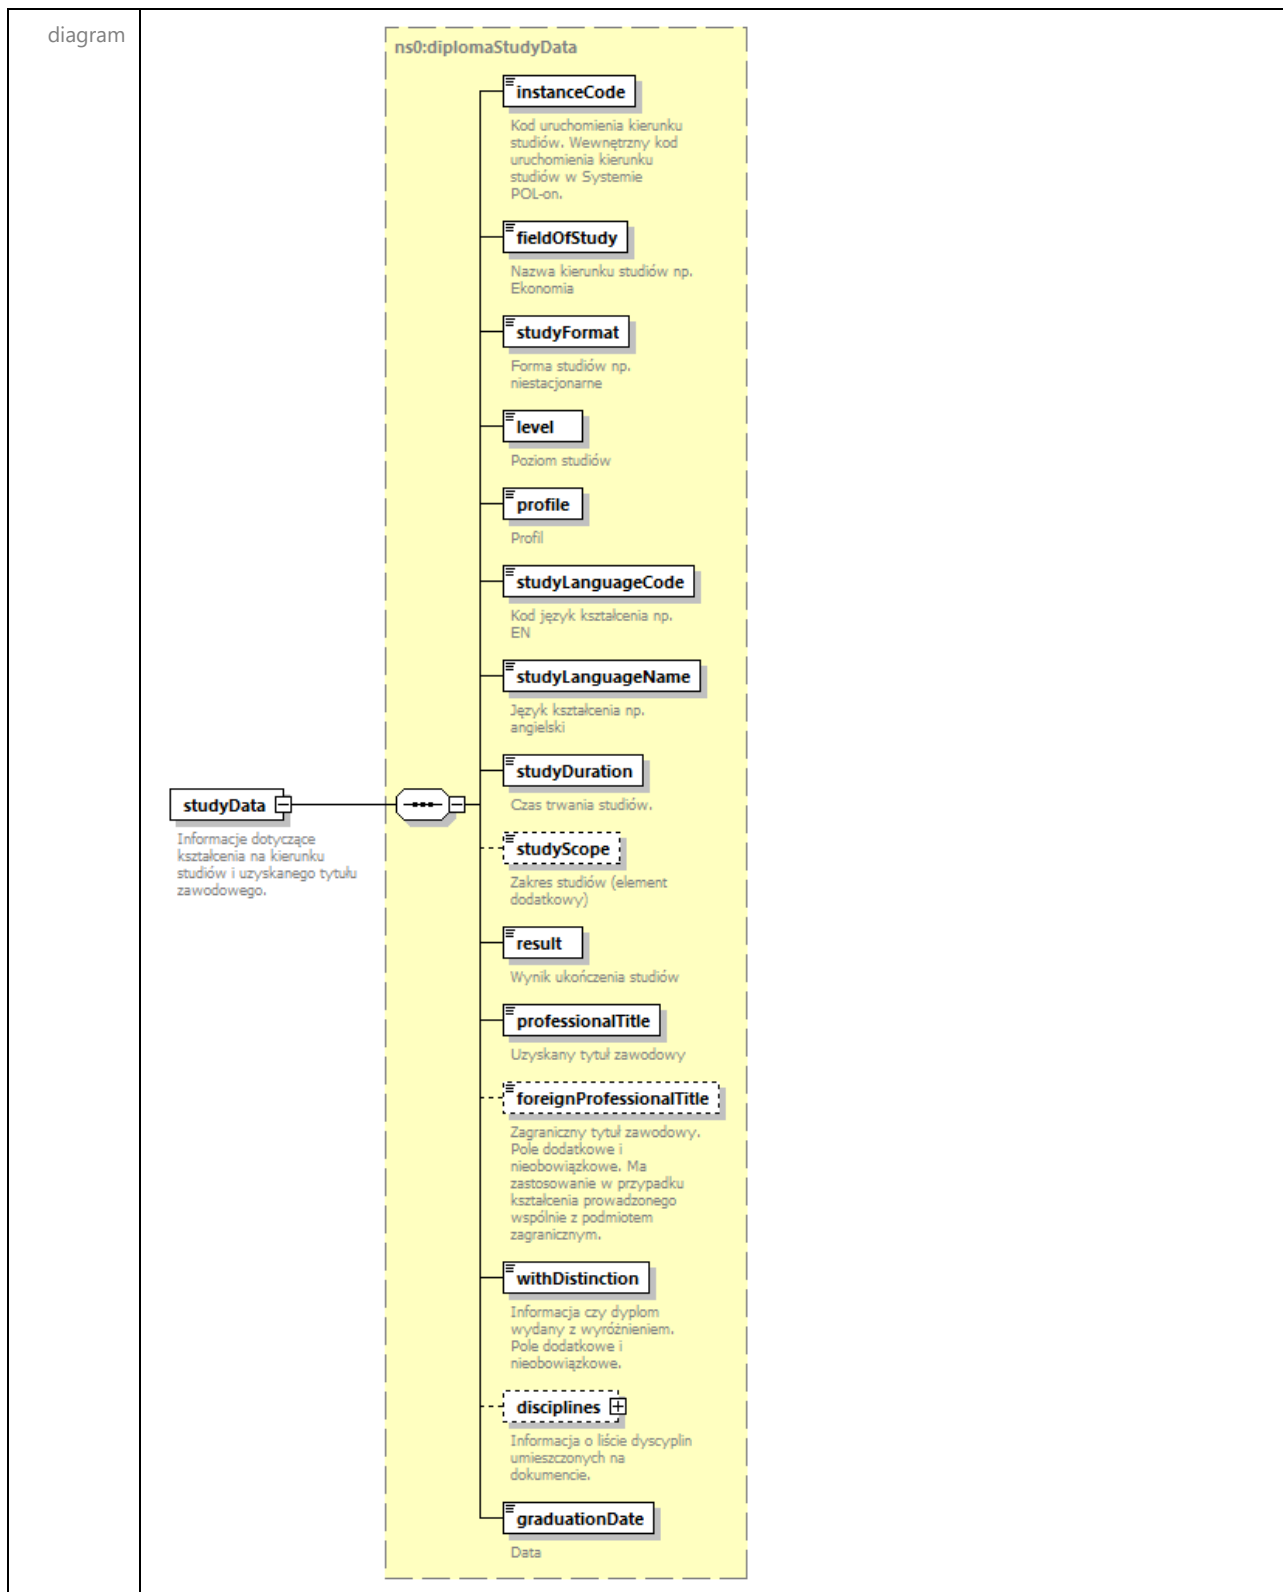 diagram
ns0:diplomaStudyData
instanceCode
Kod uruchomienia kierunku
studiów. Wewnętrzny kod
uruchomienia kierunku
studiów w Systemie
POL-on.
fieldOfStudy
Nazwa kierunku studiów np.
Ekonomia
studyFormat
Forma studiów np.
niestacjonarne
level
Poziom studiów
profile
Profil
studyLanguageCode
Kod język kształcenia np.
EN
studyLanguageName
Język kształcenia np.
angielski
studyDuration
Czas trwania studiów.
studyData
Informacje dotyczące
kształcenia na kierunku
studiów i uzyskanego tytułu
zawodowego.
studyScope
Zakres studiów (element
dodatkowy)
result
Wynik ukończenia studiów
professionalTitle
Uzyskany tytuł zawodowy
foreignProfessionalTitle
Zagraniczny tytuł zawodowy.
Pole dodatkowe i
nieobowiązkowe. Ma
zastosowanie w przypadku
kształcenia prowadzonego
wspólnie z podmiotem
zagranicznym.
withDistinction
Informacja czy dyplom
wydany z wyróżnieniem.
Pole dodatkowe i
nieobowiązkowe.
disciplines
Informacja o liście dyscyplin
umieszczonych na
dokumencie.
graduationDate
Data